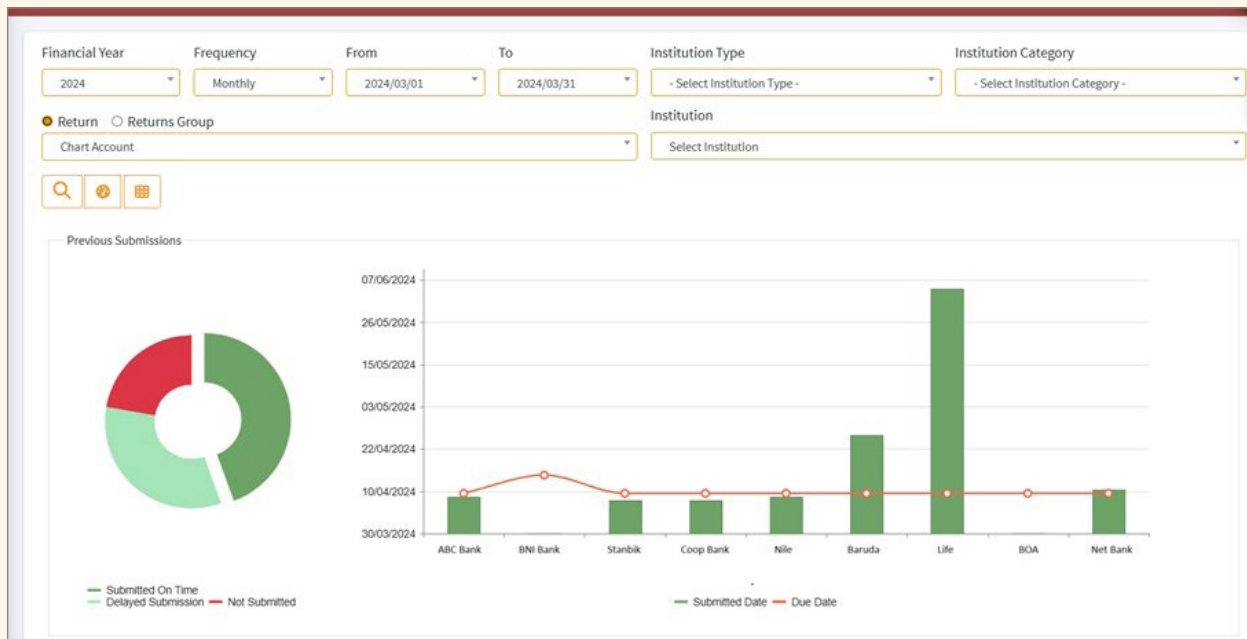 Financial Year Frequency From To Institution Type Institution Category
2024 Monthly 2024/03/01 2024/03/31 - Select Institution Type - - Select Institution Category -
Return Returns Group Institution
Chart Account Select Institution
Previous Submissions
07/06/2024
26/05/2024
15/05/2024
03/05/2024
22/04/2024
10/04/2024
30/03/2024
ABC Bank BNI Bank Stanbik Coop Bank Nile Baruda Life BOA Net Bank
Submitted On Time
Delayed Submission Not Submitted
Submitted Date Due Date